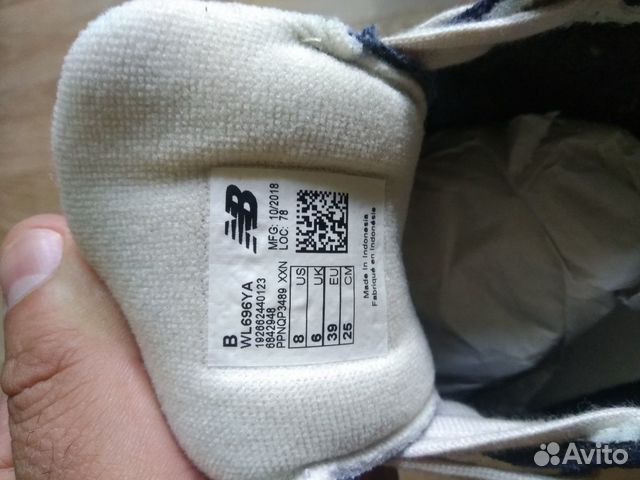 NB
MFG: 10/2018
LOC: 78
B
WL696YA
192662440123
6842948
PPNQP3489 XXN
US UK EU CM
8 6 39 25
Made in Indonesia
Fabriqué en Indonésie
Avito